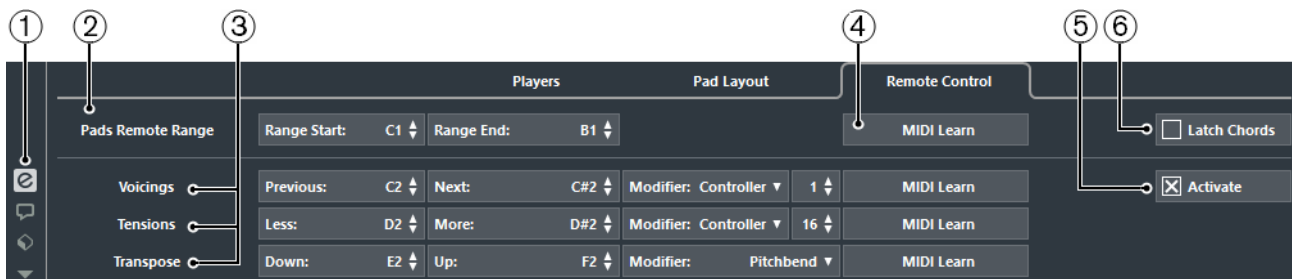 1 2 3 4 5 6
Players Pad Layout Remote Control
Pads Remote Range Range Start: C1 Range End: B1 MIDI Learn Latch Chords
Voicings Previous: C2 Next: C#2 Modifier: Controller 1 MIDI Learn Activate
Tensions Less: D2 More: D#2 Modifier: Controller 16 MIDI Learn
Transpose Down: E2 Up: F2 Modifier: Pitchbend MIDI Learn